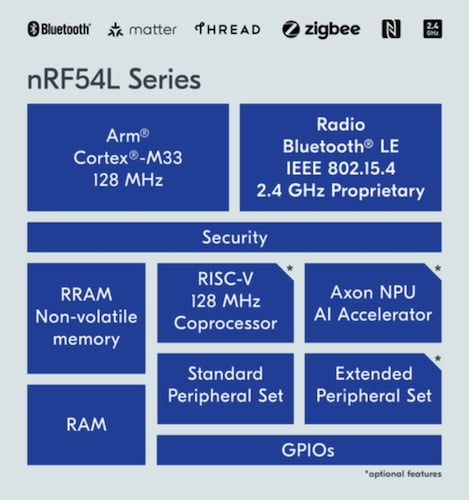 Bluetooth® matter THREAD zigbee N 2.4 GHz
nRF54L Series
Arm®
Cortex®-M33
128 MHz
Radio
Bluetooth® LE
IEEE 802.15.4
2.4 GHz Proprietary
Security
RRAM
Non-volatile
memory
RISC-V
128 MHz
Coprocessor
*
Axon NPU
AI Accelerator
*
Standard
Peripheral Set
Extended
Peripheral Set
*
RAM
GPIOs
*optional features